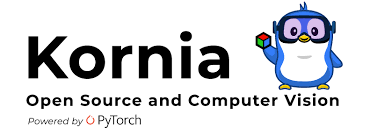 Kornia
Open Source and Computer Vision
Powered by PyTorch